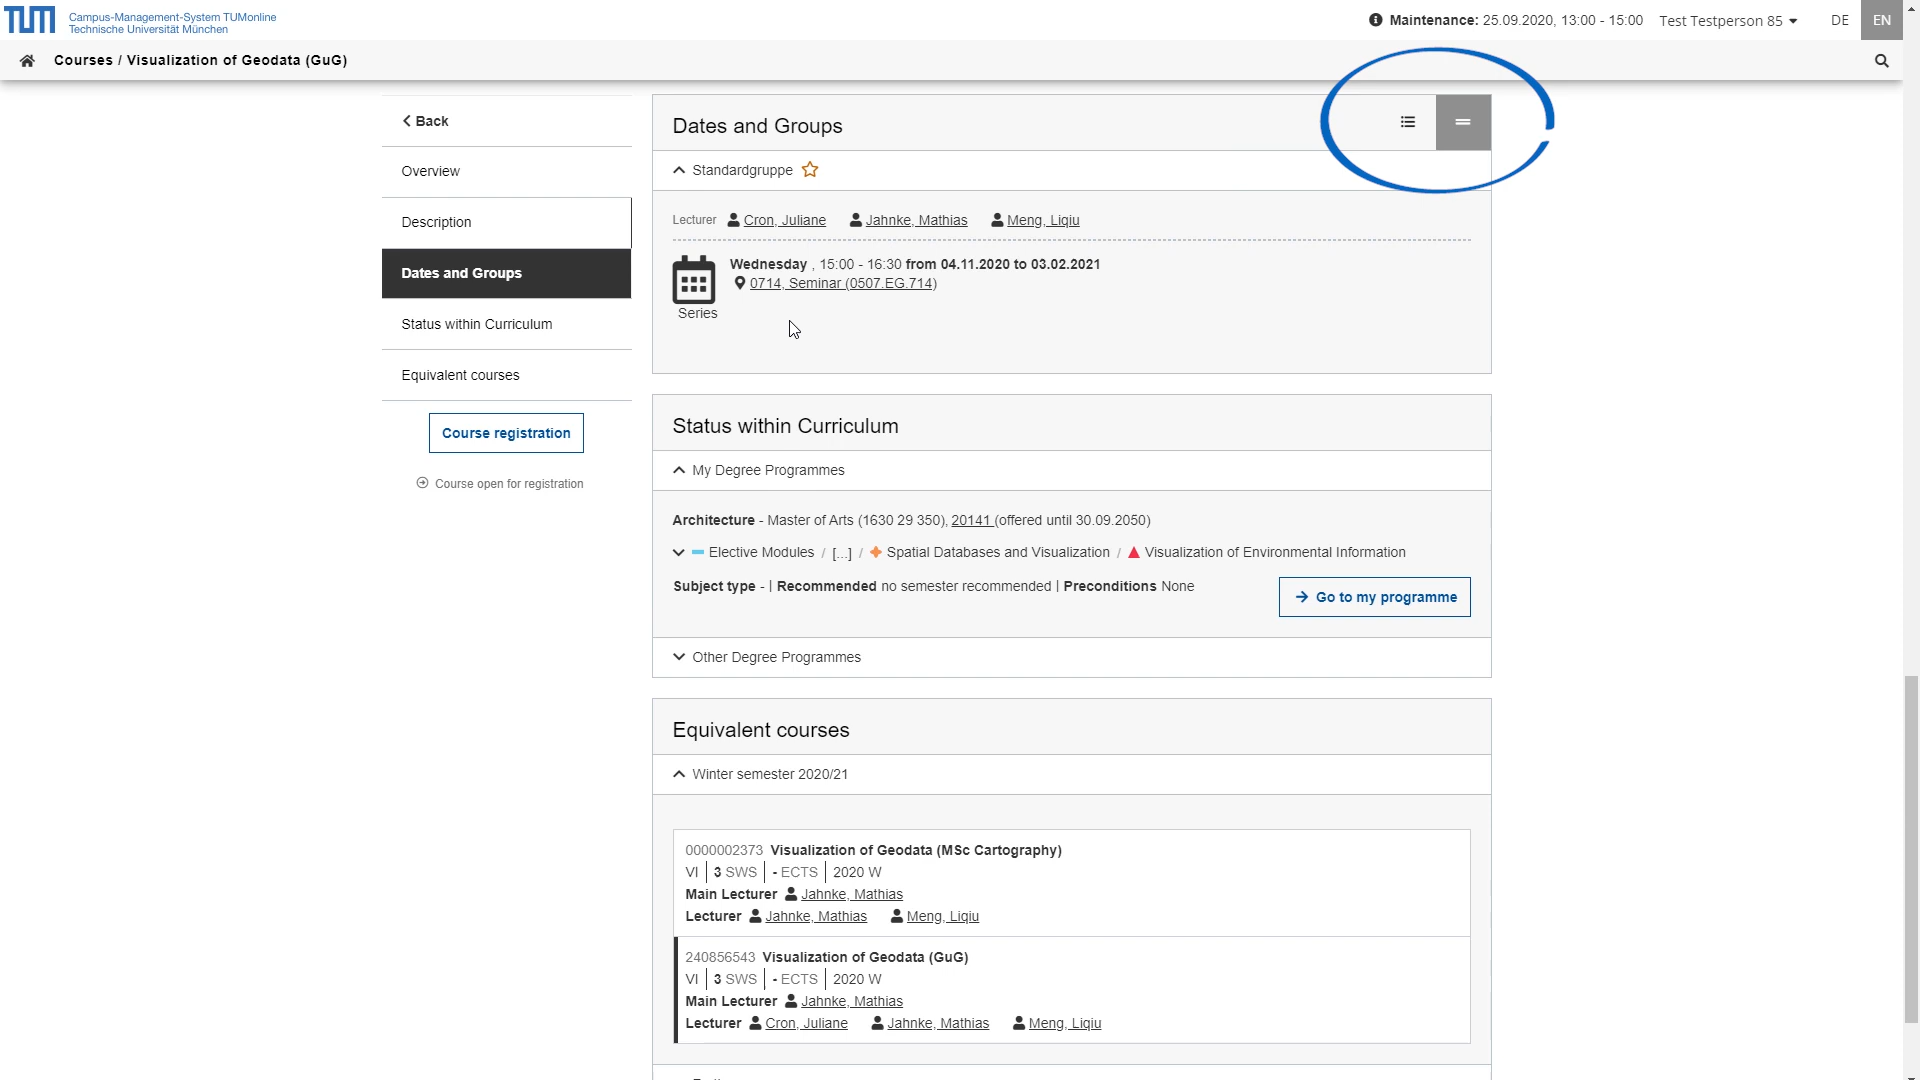 TUM Campus-Management-System TUMonline
Technische Universität München
Maintenance: 25.09.2020, 13:00 - 15:00 Test Testperson 85 DE EN
Courses / Visualization of Geodata (GuG)
Back
Overview
Description
Dates and Groups
Status within Curriculum
Equivalent courses
Course registration
Course open for registration
Dates and Groups
Standardgruppe
Lecturer Cron, Juliane Jahnke, Mathias Meng, Liqiu
Wednesday , 15:00 - 16:30 from 04.11.2020 to 03.02.2021
0714, Seminar (0507.EG.714)
Series
Status within Curriculum
My Degree Programmes
Architecture - Master of Arts (1630 29 350), 20141 (offered until 30.09.2050)
Elective Modules / [...] / Spatial Databases and Visualization / Visualization of Environmental Information
Subject type - | Recommended no semester recommended | Preconditions None
Go to my programme
Other Degree Programmes
Equivalent courses
Winter semester 2020/21
0000002373 Visualization of Geodata (MSc Cartography)
VI | 3 SWS | - ECTS | 2020 W
Main Lecturer Jahnke, Mathias
Lecturer Jahnke, Mathias Meng, Liqiu
240856543 Visualization of Geodata (GuG)
VI | 3 SWS | - ECTS | 2020 W
Main Lecturer Jahnke, Mathias
Lecturer Cron, Juliane Jahnke, Mathias Meng, Liqiu